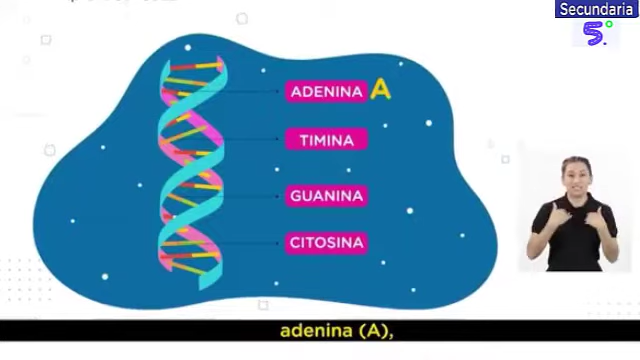 Secundaria
5°
ADENINA A
TIMINA
GUANINA
CITOSINA
adenina (A),